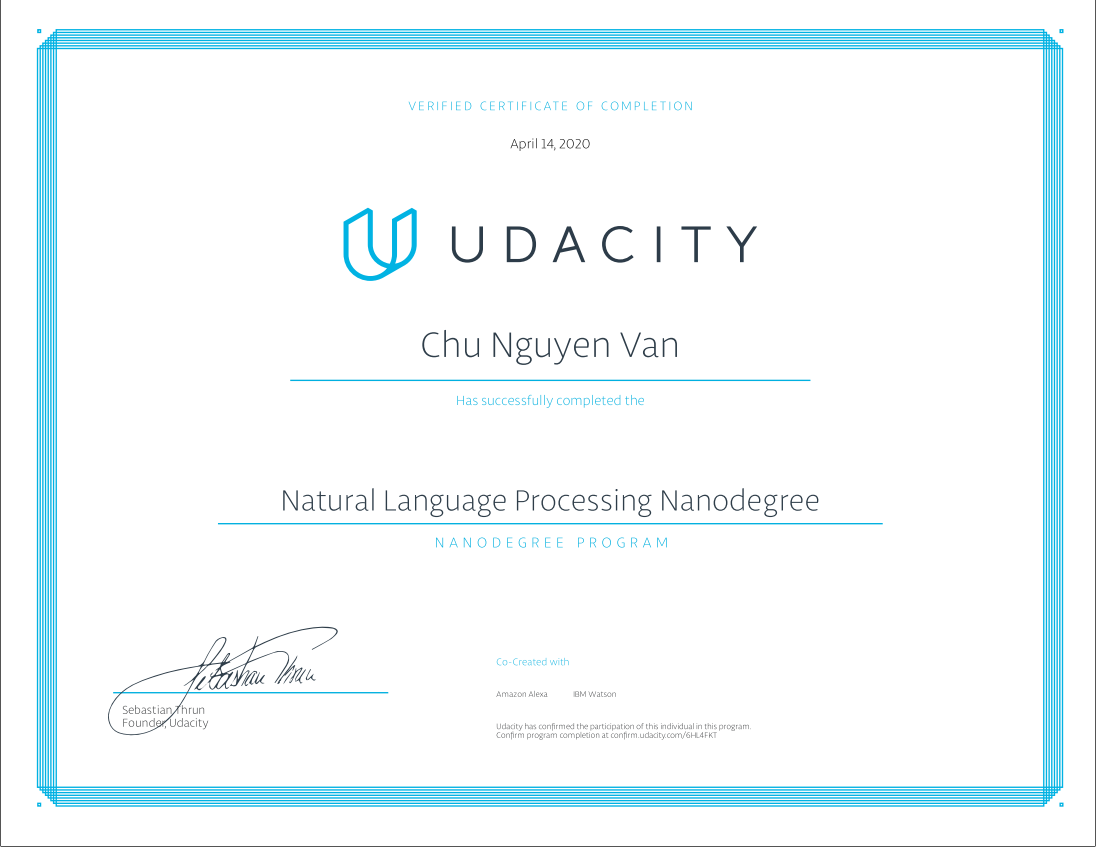 VERIFIED CERTIFICATE OF COMPLETION
April 14, 2020
UDACITY
Chu Nguyen Van
Has successfully completed the
Natural Language Processing Nanodegree
NANODEGREE PROGRAM
Sebastian Thrun
Sebastian Thrun
Founder, Udacity
Co-Created with
Amazon Alexa IBM Watson
Udacity has confirmed the participation of this individual in this program.
Confirm program completion at confirm.udacity.com/6HL4FKT